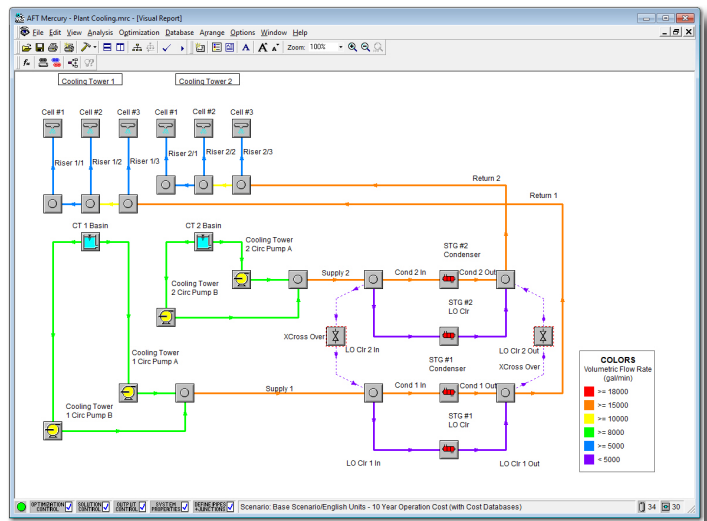 AFT Mercury - Plant Cooling.mrc - [Visual Report]
File Edit View Analysis Optimization Database Arrange Options Window Help
Zoom: 100%
Cooling Tower 1 Cooling Tower 2
Cell #1 Cell #2 Cell #3 Cell #1 Cell #2 Cell #3
Riser 1/1 Riser 1/2 Riser 1/3 Riser 2/1 Riser 2/2 Riser 2/3
Return 2
Return 1
CT 1 Basin CT 2 Basin
Cooling Tower
2 Circ Pump A
STG #2
Condenser
Supply 2 Cond 2 In Cond 2 Out
Cooling Tower
2 Circ Pump B
STG #2
LO Clr
XCross Over
LO Clr 2 In LO Clr 2 Out
Cooling Tower
1 Circ Pump A
STG #1
Condenser
XCross Over
Supply 1 Cond 1 In Cond 1 Out
Cooling Tower
1 Circ Pump B
STG #1
LO Clr
LO Clr 1 In LO Clr 1 Out
COLORS
Volumetric Flow Rate
(gal/min)
>= 18000
>= 15000
>= 10000
>= 8000
>= 5000
< 5000
OPTIMIZATION CONTROL SOLUTION CONTROL OUTPUT CONTROL SYSTEM PROPERTIES DEFINE PIPES & JUNCTIONS Scenario: Base Scenario/English Units - 10 Year Operation Cost (with Cost Databases) 34 30